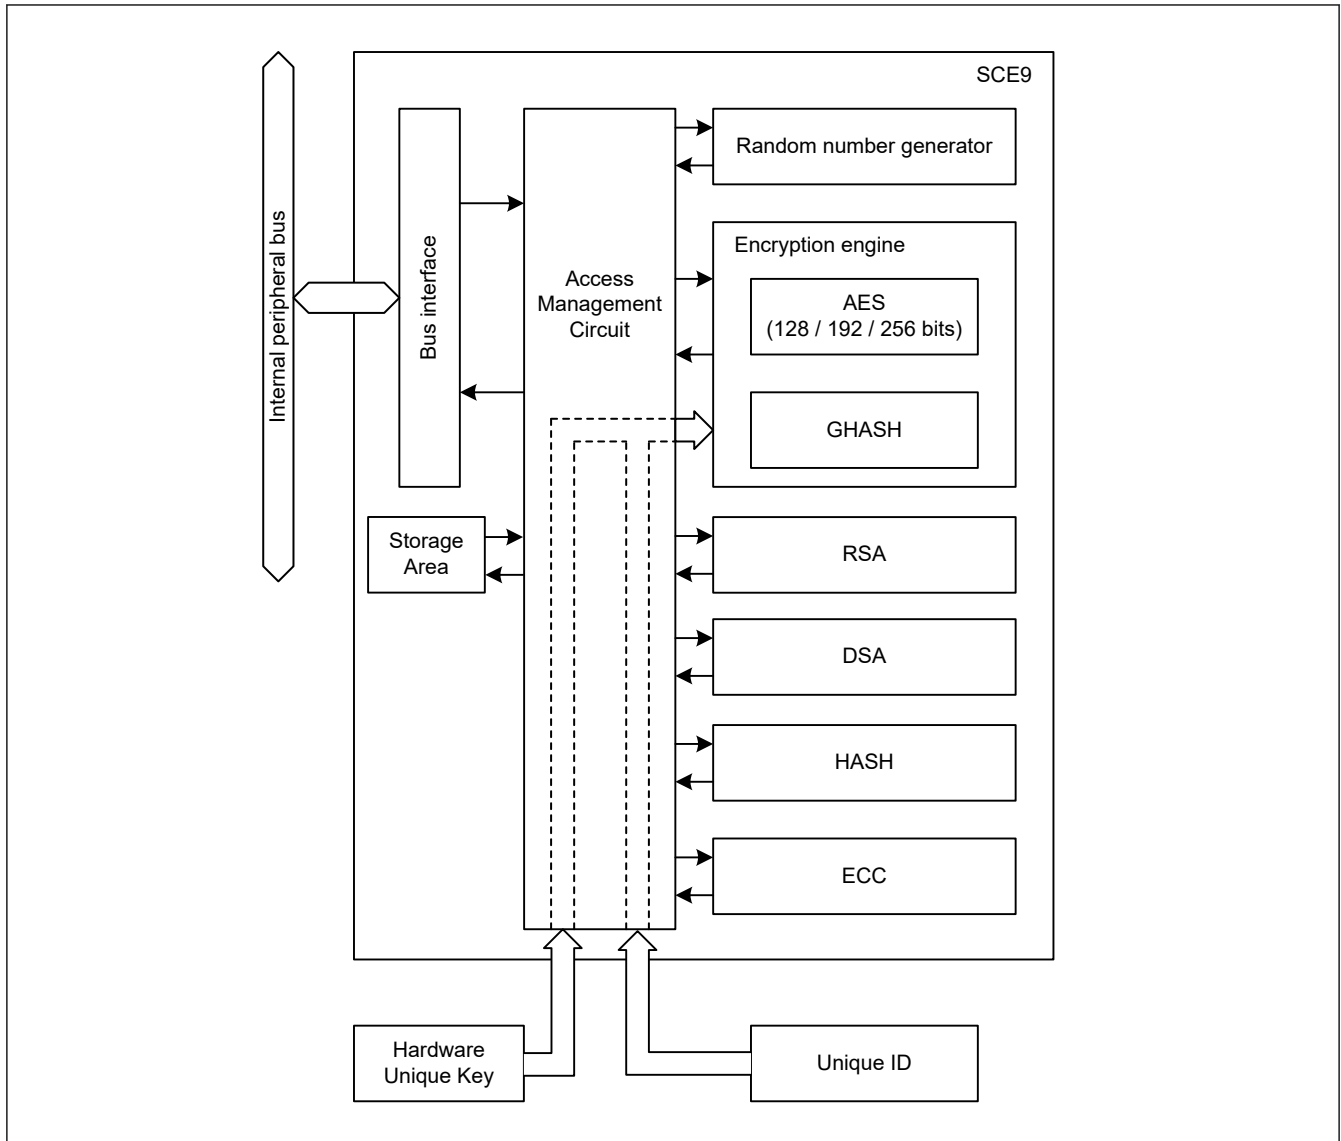 SCE9
Internal peripheral bus
Bus interface
Access
Management
Circuit
Random number generator
Encryption engine
AES
(128 / 192 / 256 bits)
GHASH
Storage
Area
RSA
DSA
HASH
ECC
Hardware
Unique Key
Unique ID